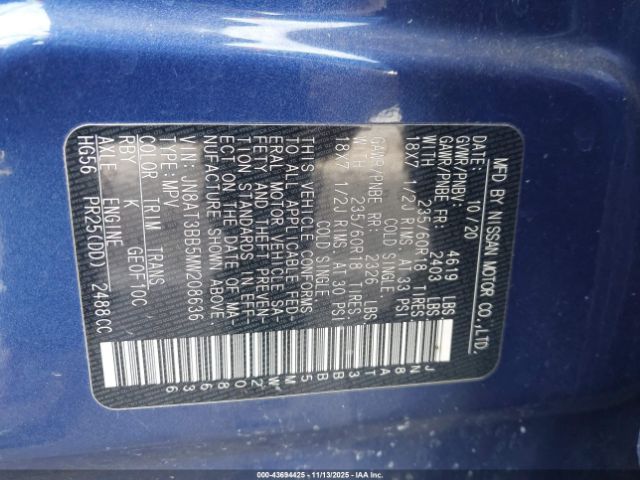 MFD BY NISSAN MOTOR CO.,LTD.
DATE: 10/20
GVWR/PNBV: 4619 LBS
GAWR/PNBE FR: 2403 LBS
WITH 235/60R18 TIRES,
18X7 1/2J RIMS, AT 33 PSI
COLD SINGLE,
GAWR/PNBE RR: 2326 LBS
WITH 235/60R18 TIRES,
18X7 1/2J RIMS, AT 30 PSI
COLD SINGLE.
THIS VEHICLE CONFORMS
TO ALL APPLICABLE FED-
ERAL MOTOR VEHICLE SA-
FETY AND THEFT PREVEN-
TION STANDARDS IN EFF-
ECT ON THE DATE OF MA-
NUFACTURE SHOWN ABOVE.
VIN: JN8AT3BB5MW208636
TYPE: MPV
COLOR TRIM TRANS
RBY K GE0F10C
AXLE ENGINE
HG56 PR25(DD) 2488CC
JN8AT3BB5MW208636
00-43694425 - 11/13/2025 - IAAI.COM